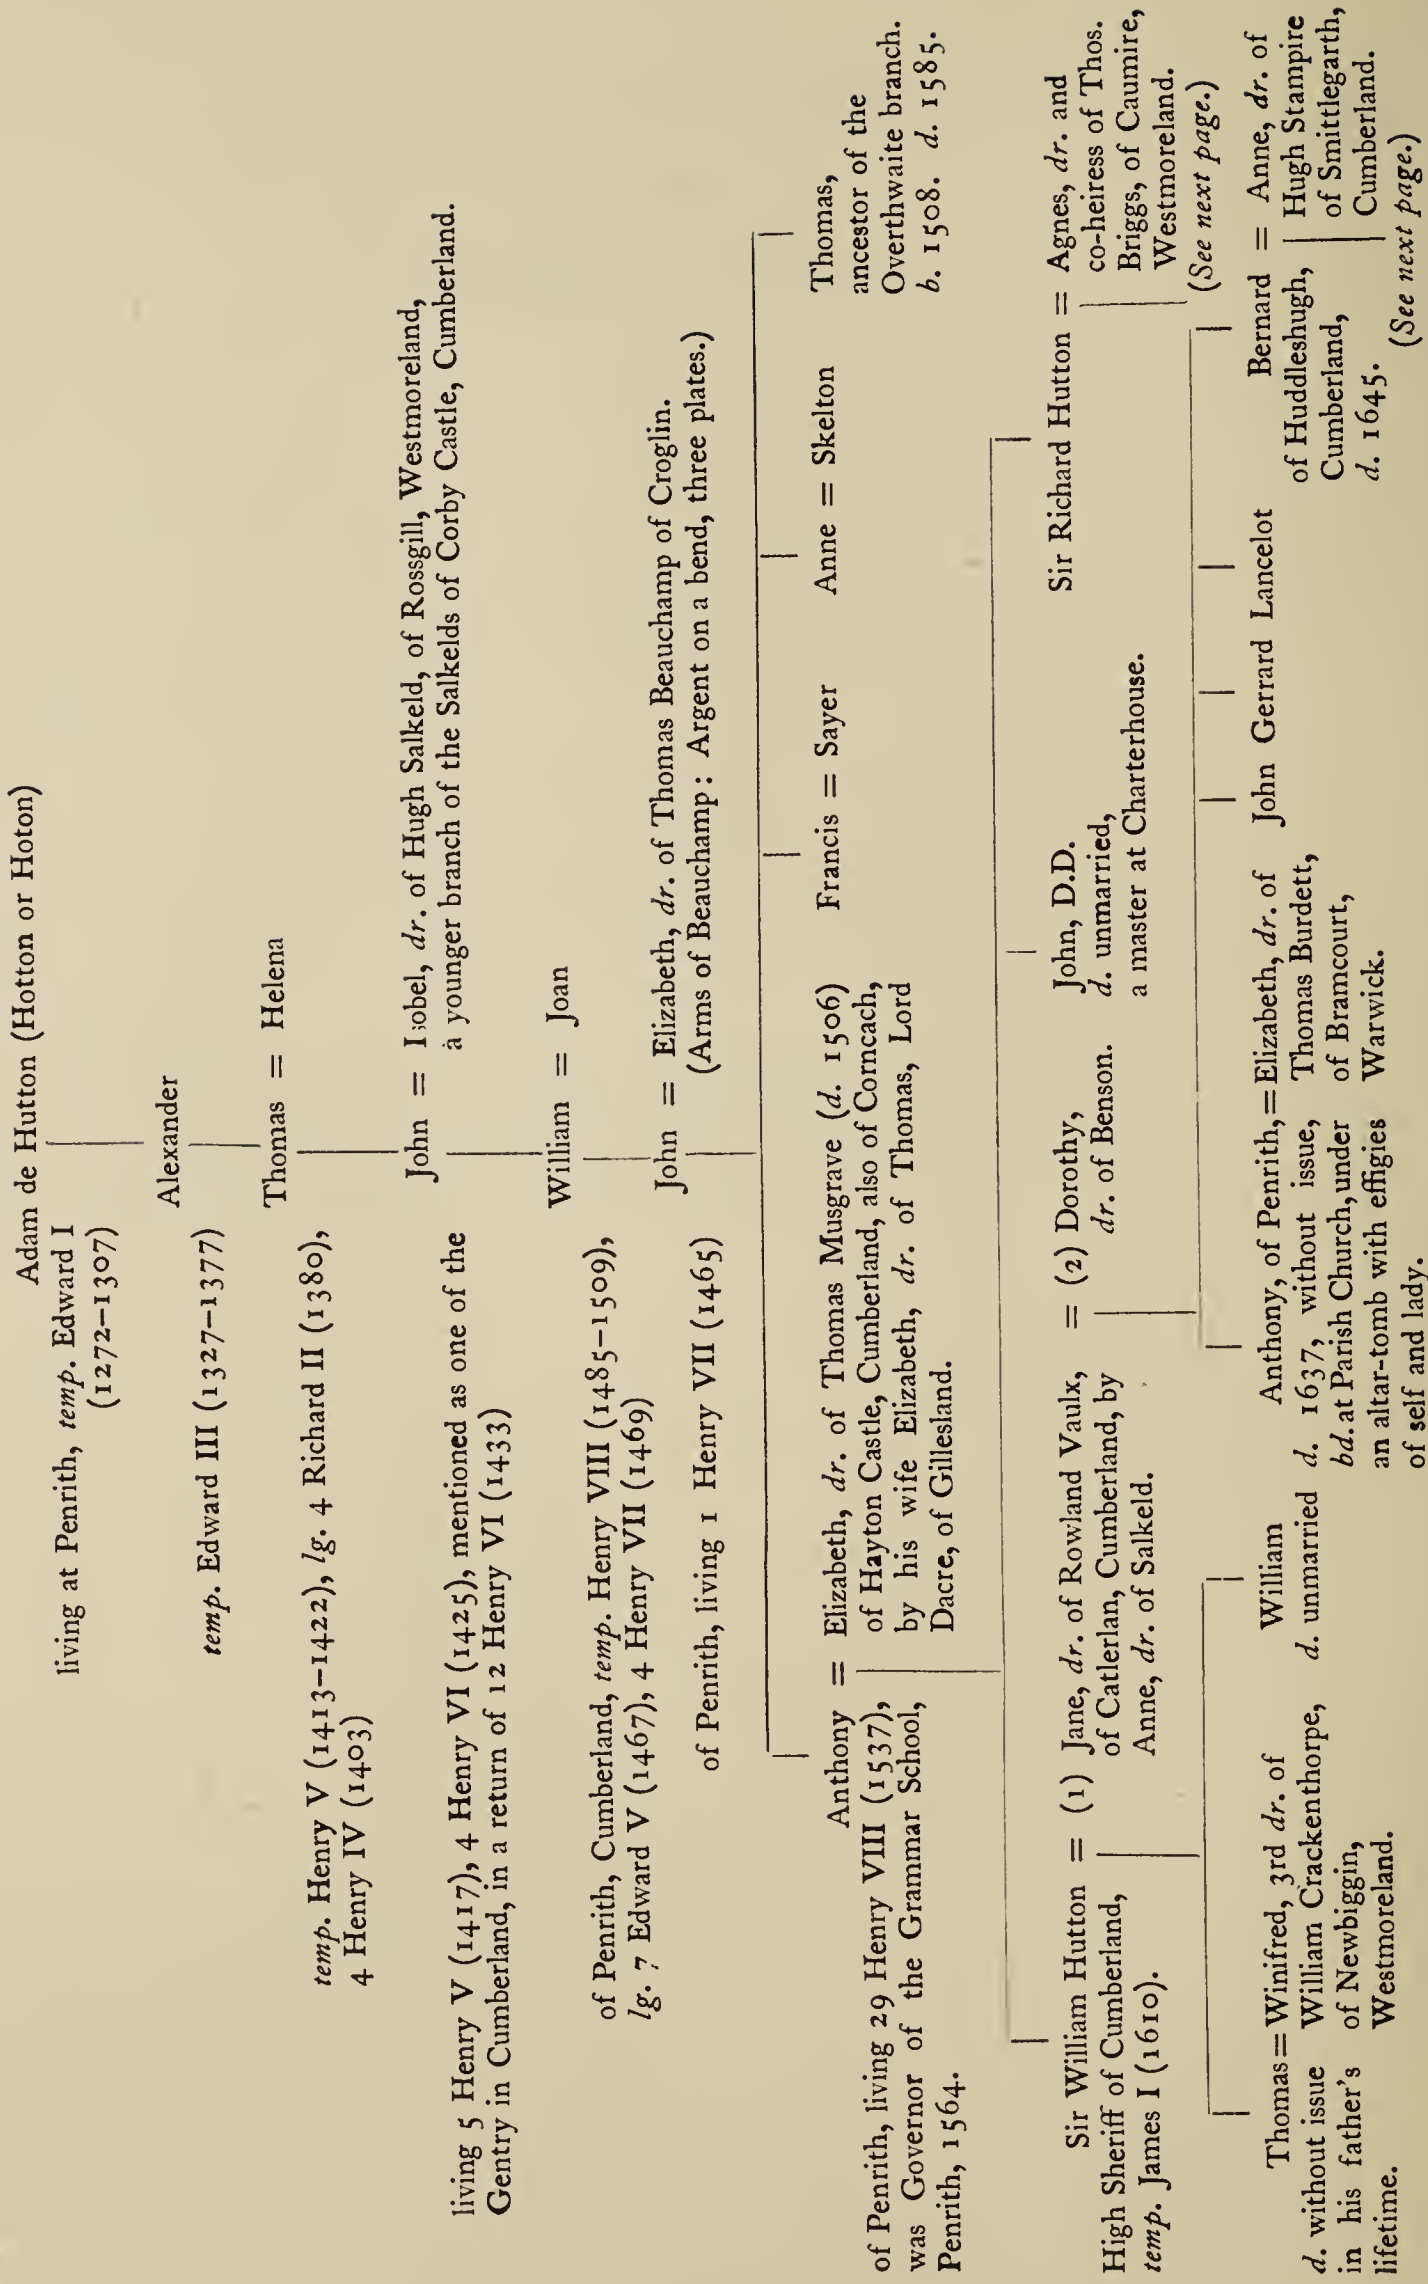 Adam de Hutton (Hotton or Hoton)
living at Penrith, temp. Edward I
(1272–1307)
Alexander
temp. Edward III (1327–1377)
Thomas = Helena
temp. Henry V (1413–1422), lg. 4 Richard II (1380),
4 Henry IV (1403)
John = Isobel, dr. of Hugh Salkeld, of Rossgill, Westmoreland,
à younger branch of the Salkelds of Corby Castle, Cumberland.
living 5 Henry V (1417), 4 Henry VI (1425), mentioned as one of the
Gentry in Cumberland, in a return of 12 Henry VI (1433)
William = Joan
of Penrith, Cumberland, temp. Henry VIII (1485–1509),
lg. 7 Edward V (1467), 4 Henry VII (1469)
John = Elizabeth, dr. of Thomas Beauchamp of Croglin.
(Arms of Beauchamp: Argent on a bend, three plates.)
of Penrith, living 1 Henry VII (1465)
Anthony = Elizabeth, dr. of Thomas Musgrave (d. 1506)
of Hayton Castle, Cumberland, also of Corncach,
by his wife Elizabeth, dr. of Thomas, Lord
Dacre, of Gillesland.
of Penrith, living 29 Henry VIII (1537),
was Governor of the Grammar School,
Penrith, 1564.
Francis = Sayer
Anne = Skelton
Thomas,
ancestor of the
Overthwaite branch.
b. 1508. d. 1585.
Sir William Hutton = (1) Jane, dr. of Rowland Vaulx,
of Catlerlan, Cumberland, by
Anne, dr. of Salkeld.
High Sheriff of Cumberland,
temp. James I (1610).
= (2) Dorothy,
dr. of Benson.
John, D.D.
d. unmarried,
a master at Charterhouse.
Sir Richard Hutton = Agnes, dr. and
co-heiress of Thos.
Briggs, of Caumire,
Westmoreland.
(See next page.)
Thomas = Winifred, 3rd dr. of
William Crackenthorpe,
of Newbiggin,
Westmoreland.
d. without issue
in his father's
lifetime.
William
d. unmarried
Anthony, of Penrith, = Elizabeth, dr. of
Thomas Burdett,
of Bramcourt,
Warwick.
d. 1637, without issue,
bd. at Parish Church, under
an altar-tomb with effigies
of self and lady.
John Gerrard Lancelot
Bernard = Anne, dr. of
Hugh Stampire
of Smittlegarth,
Cumberland.
of Huddleshugh,
Cumberland,
d. 1645.
(See next page.)